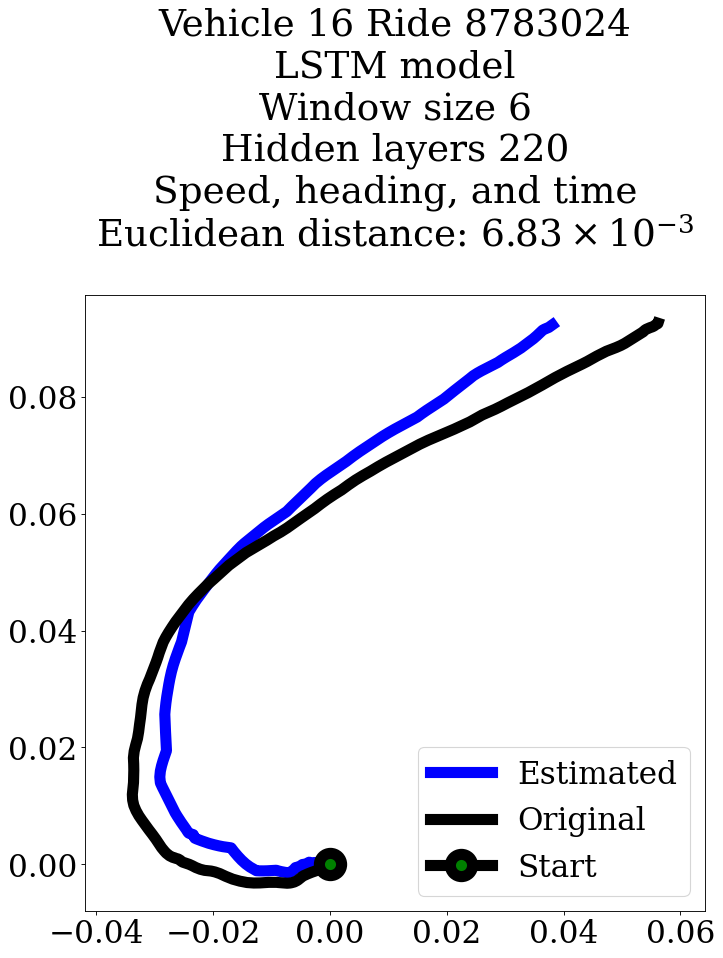 Vehicle 16 Ride 8783024
LSTM model
Window size 6
Hidden layers 220
Speed, heading, and time
Euclidean distance: 6.83 × 10⁻³
0.08
0.06
0.04
0.02
0.00
Estimated
Original
Start
−0.04 −0.02 0.00 0.02 0.04 0.06